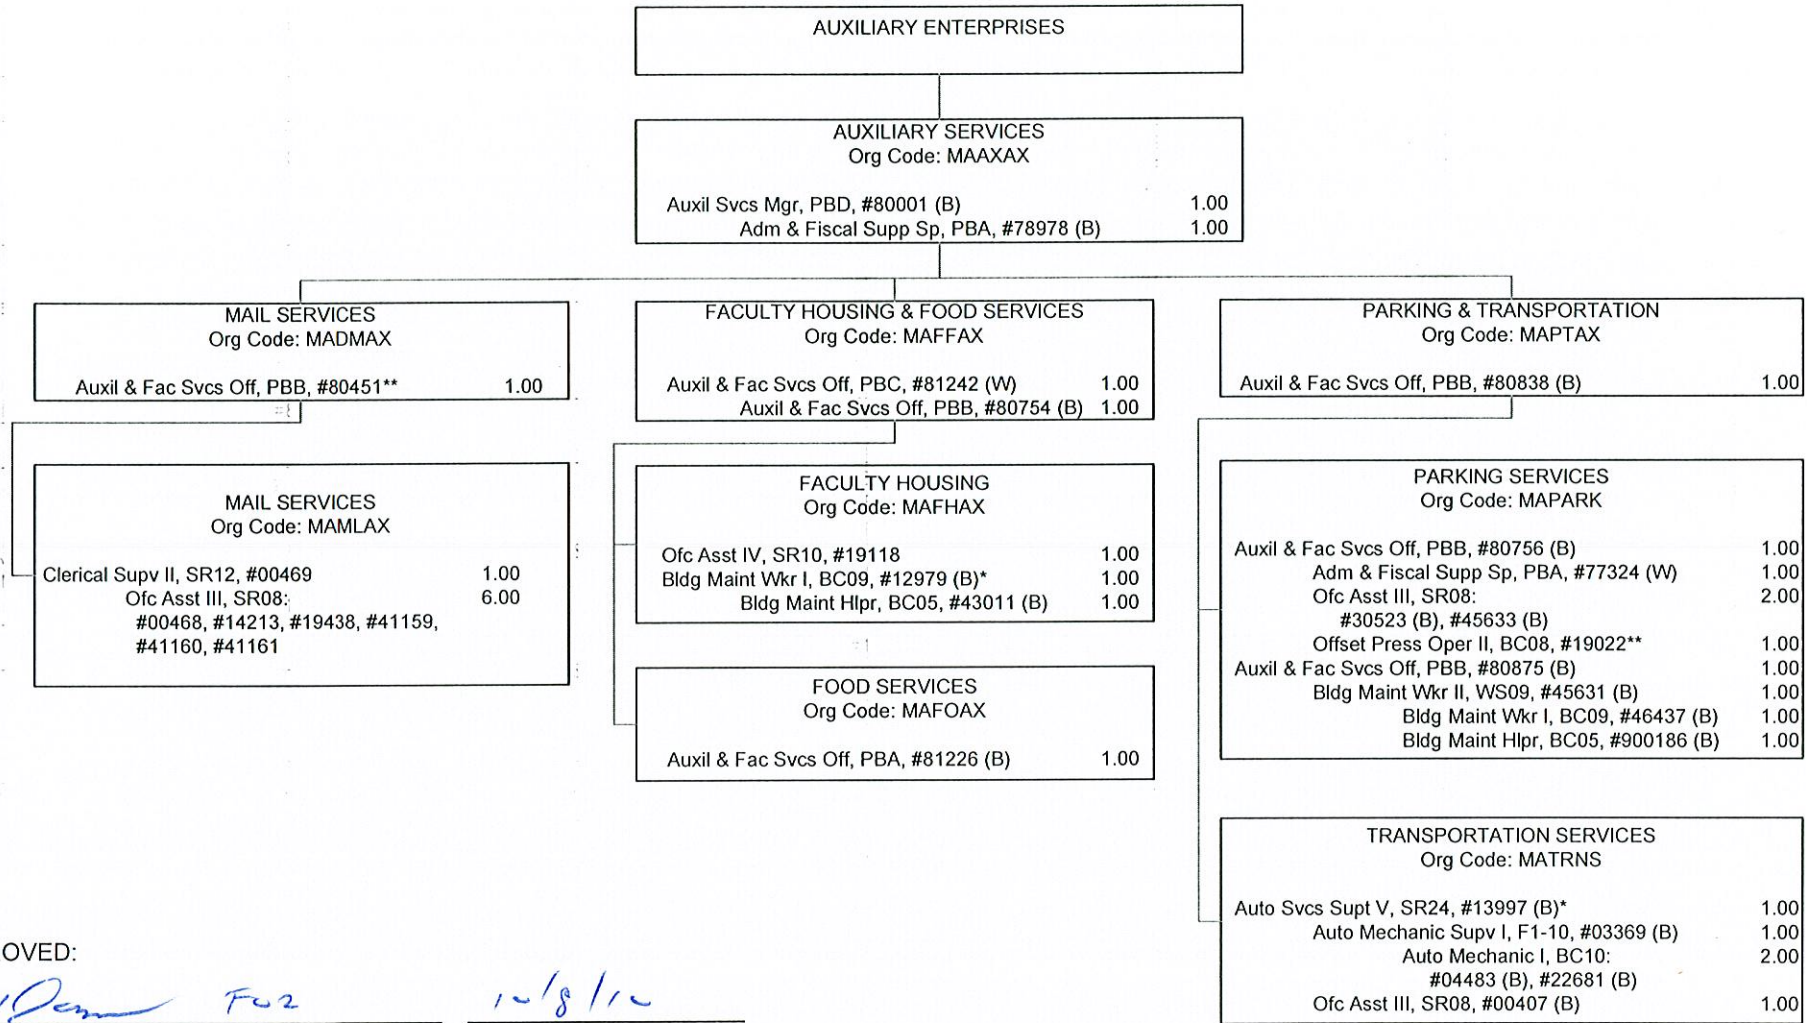 AUXILIARY ENTERPRISES
AUXILIARY SERVICES
Org Code: MAAXAX
Auxil Svcs Mgr, PBD, #80001 (B) 1.00
Adm & Fiscal Supp Sp, PBA, #78978 (B) 1.00
MAIL SERVICES
Org Code: MADMAX
Auxil & Fac Svcs Off, PBB, #80451** 1.00
MAIL SERVICES
Org Code: MAMLAX
Clerical Supv II, SR12, #00469 1.00
Ofc Asst III, SR08: 6.00
#00468, #14213, #19438, #41159,
#41160, #41161
FACULTY HOUSING & FOOD SERVICES
Org Code: MAFFAX
Auxil & Fac Svcs Off, PBC, #81242 (W) 1.00
Auxil & Fac Svcs Off, PBB, #80754 (B) 1.00
FACULTY HOUSING
Org Code: MAFHAX
Ofc Asst IV, SR10, #19118 1.00
Bldg Maint Wkr I, BC09, #12979 (B)* 1.00
Bldg Maint Hlpr, BC05, #43011 (B) 1.00
FOOD SERVICES
Org Code: MAFOAX
Auxil & Fac Svcs Off, PBA, #81226 (B) 1.00
PARKING & TRANSPORTATION
Org Code: MAPTAX
Auxil & Fac Svcs Off, PBB, #80838 (B) 1.00
PARKING SERVICES
Org Code: MAPARK
Auxil & Fac Svcs Off, PBB, #80756 (B) 1.00
Adm & Fiscal Supp Sp, PBA, #77324 (W) 1.00
Ofc Asst III, SR08: 2.00
#30523 (B), #45633 (B)
Offset Press Oper II, BC08, #19022** 1.00
Auxil & Fac Svcs Off, PBB, #80875 (B) 1.00
Bldg Maint Wkr II, WS09, #45631 (B) 1.00
Bldg Maint Wkr I, BC09, #46437 (B) 1.00
Bldg Maint Hlpr, BC05, #900186 (B) 1.00
TRANSPORTATION SERVICES
Org Code: MATRNS
Auto Svcs Supt V, SR24, #13997 (B)* 1.00
Auto Mechanic Supv I, F1-10, #03369 (B) 1.00
Auto Mechanic I, BC10: 2.00
#04483 (B), #22681 (B)
Ofc Asst III, SR08, #00407 (B) 1.00
OVED:
FOR